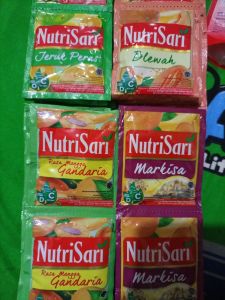 NutriSari
Jeruk Peras
NutriSari
Blewah
NutriSari
Rasa Mangga
Gandaria
NutriSari
Markisa
NutriSari
Rasa Mangga
Gandaria
NutriSari
Markisa